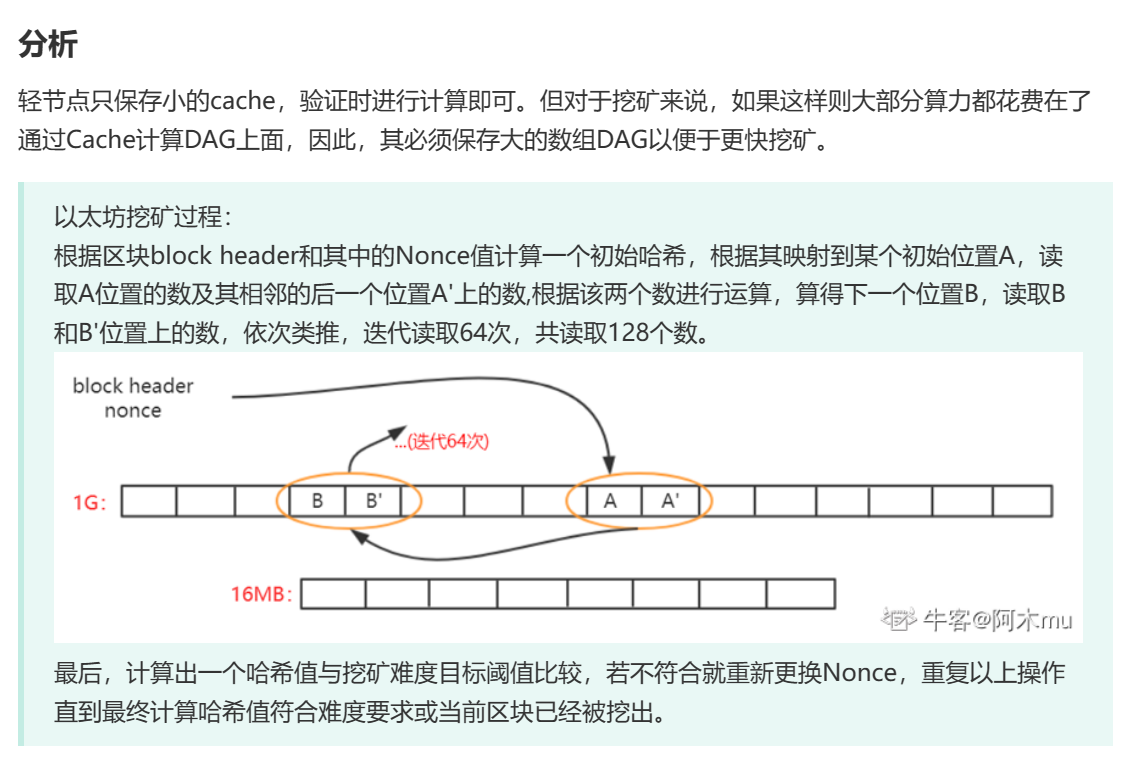 分析
轻节点只保存小的cache，验证时进行计算即可。但对于挖矿来说，如果这样则大部分算力都花费在了
通过Cache计算DAG上面，因此，其必须保存大的数组DAG以便于更快挖矿。
以太坊挖矿过程：
根据区块block header和其中的Nonce值计算一个初始哈希，根据其映射到某个初始位置A，读
取A位置的数及其相邻的后一个位置A'上的数,根据该两个数进行运算，算得下一个位置B，读取B
和B'位置上的数，依次类推，迭代读取64次，共读取128个数。
block header
nonce
...(迭代64次)
1G:
B
B'
A
A'
16MB:
牛客@阿木mu
最后，计算出一个哈希值与挖矿难度目标阈值比较，若不符合就重新更换Nonce，重复以上操作
直到最终计算哈希值符合难度要求或当前区块已经被挖出。